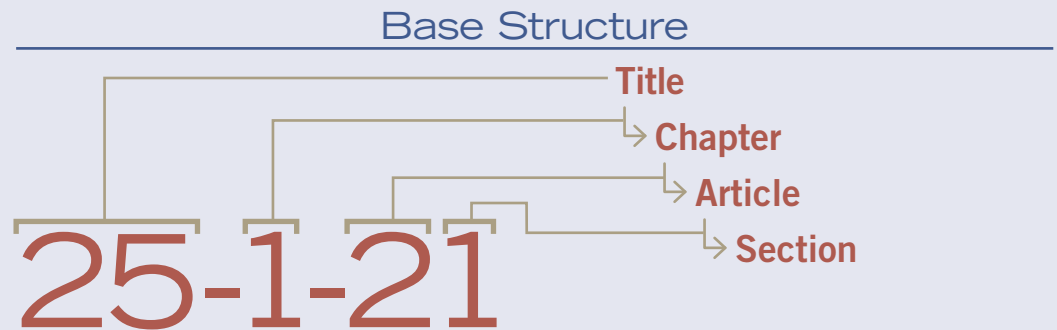 Base Structure
Title
Chapter
Article
Section
25-1-21